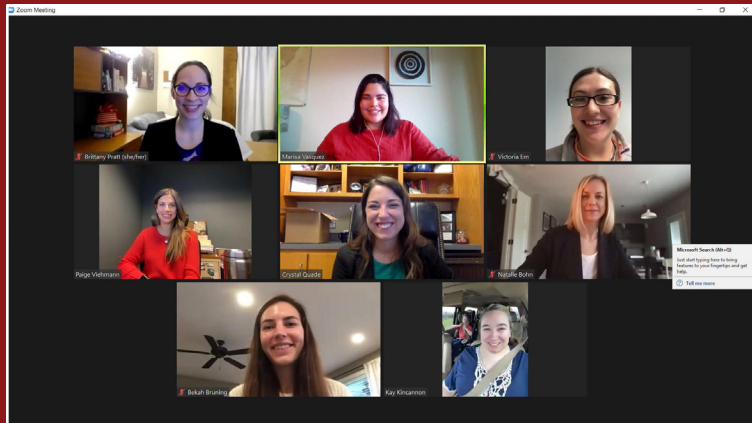 Zoom Meeting
Brittany Pratt (she/her)
Marisa Vasquez
Victoria Em
Paige Viehmann
Crystal Quade
Natalie Bohn
Microsoft Search (Alt+Q)
Just start typing here to bring
features to your fingertips and get
help.
Tell me more
Bekah Bruning
Kay Kincannon